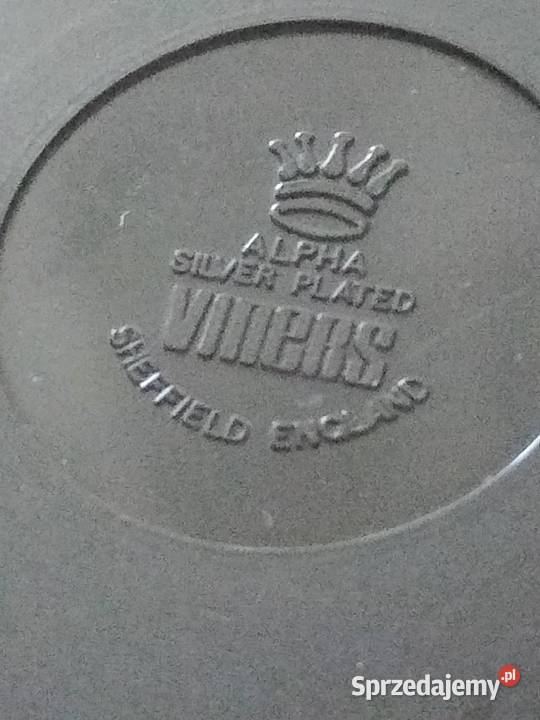 ALPHA
SILVER PLATED
VINERS
SHEFFIELD ENGLAND
Sprzedajemy.pl